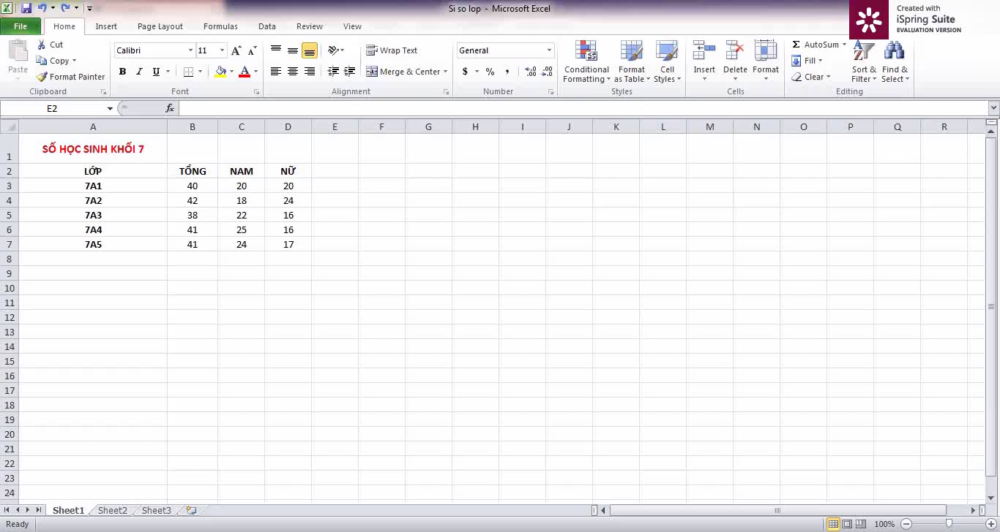 Si so lop - Microsoft Excel
Created with
iSpring Suite
EVALUATION VERSION
File Home Insert Page Layout Formulas Data Review View
Paste Cut
Copy
Format Painter
Clipboard
Calibri 11
B I U A
Font
Wrap Text
Merge & Center
Alignment
General
$ % , .00 .0
Number
Conditional Formatting
Format as Table
Cell Styles
Styles
Insert Delete Format
Cells
Σ AutoSum
Fill
Clear
Sort & Filter
Find & Select
Editing
E2 fx
A B C D E F G H I J K L M N O P Q R
1 SỐ HỌC SINH KHỐI 7
2 LỚP TỔNG NAM NỮ
3 7A1 40 20 20
4 7A2 42 18 24
5 7A3 38 22 16
6 7A4 41 25 16
7 7A5 41 24 17
8
9
10
11
12
13
14
15
16
17
18
19
20
21
22
23
24
Sheet1 Sheet2 Sheet3
Ready 100%